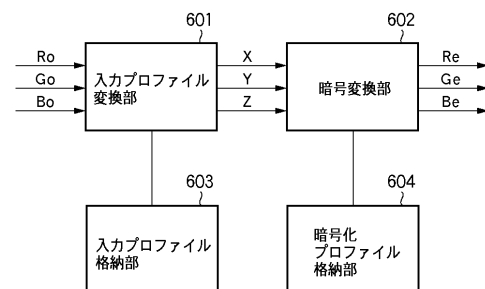 601
602
Ro
Go
Bo
入力プロファイル
変換部
X
Y
Z
暗号変換部
Re
Ge
Be
603
604
入力プロファイル
格納部
暗号化
プロファイル
格納部